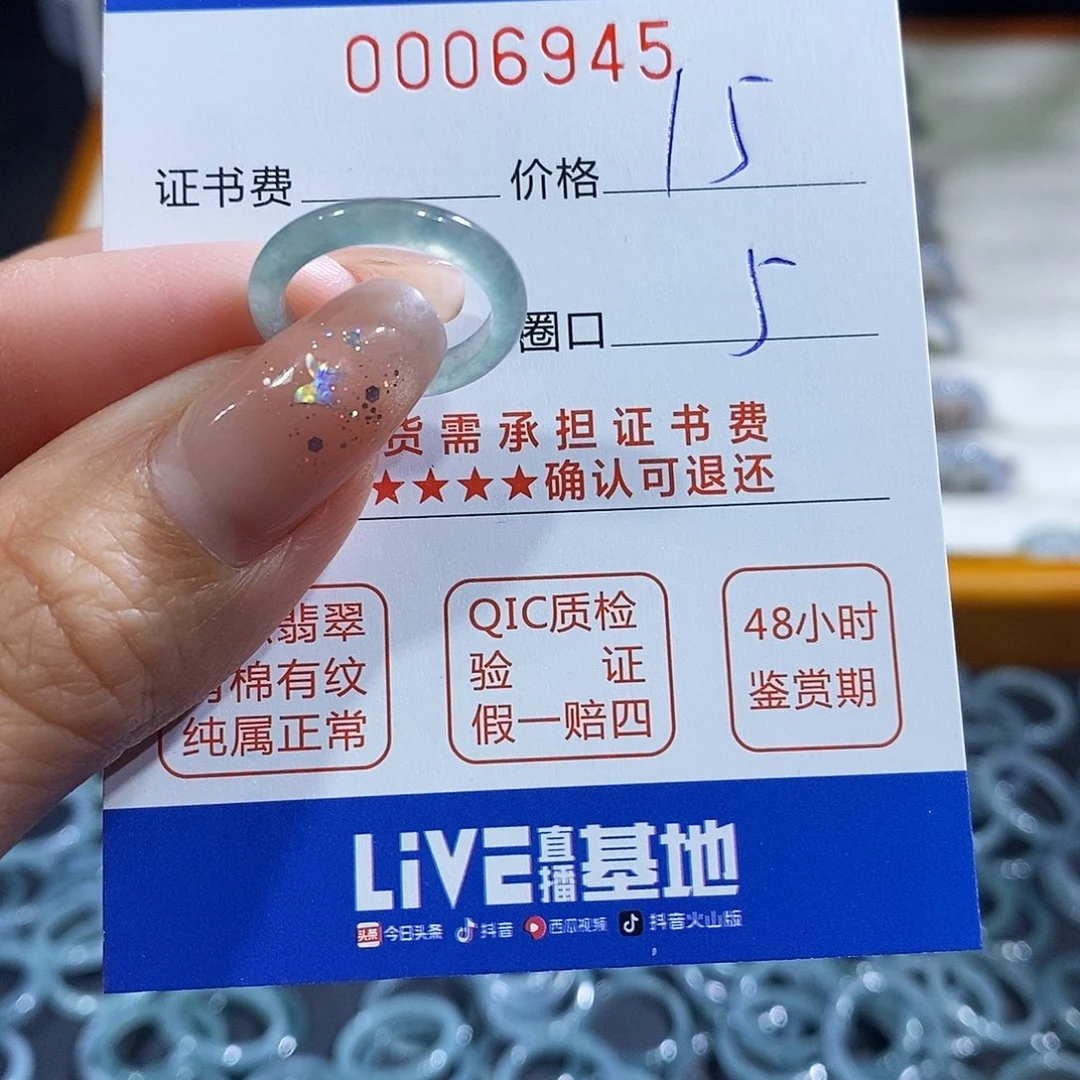 0006945
证书费 价格 15
圈口 5
货需承担证书费
★★★★确认可退还
翡翠
棉有纹
纯属正常
QIC质检
验 证
假一赔四
48小时
鉴赏期
LiVE直播基地
头条 今日头条 抖音 西瓜视频 抖音火山版